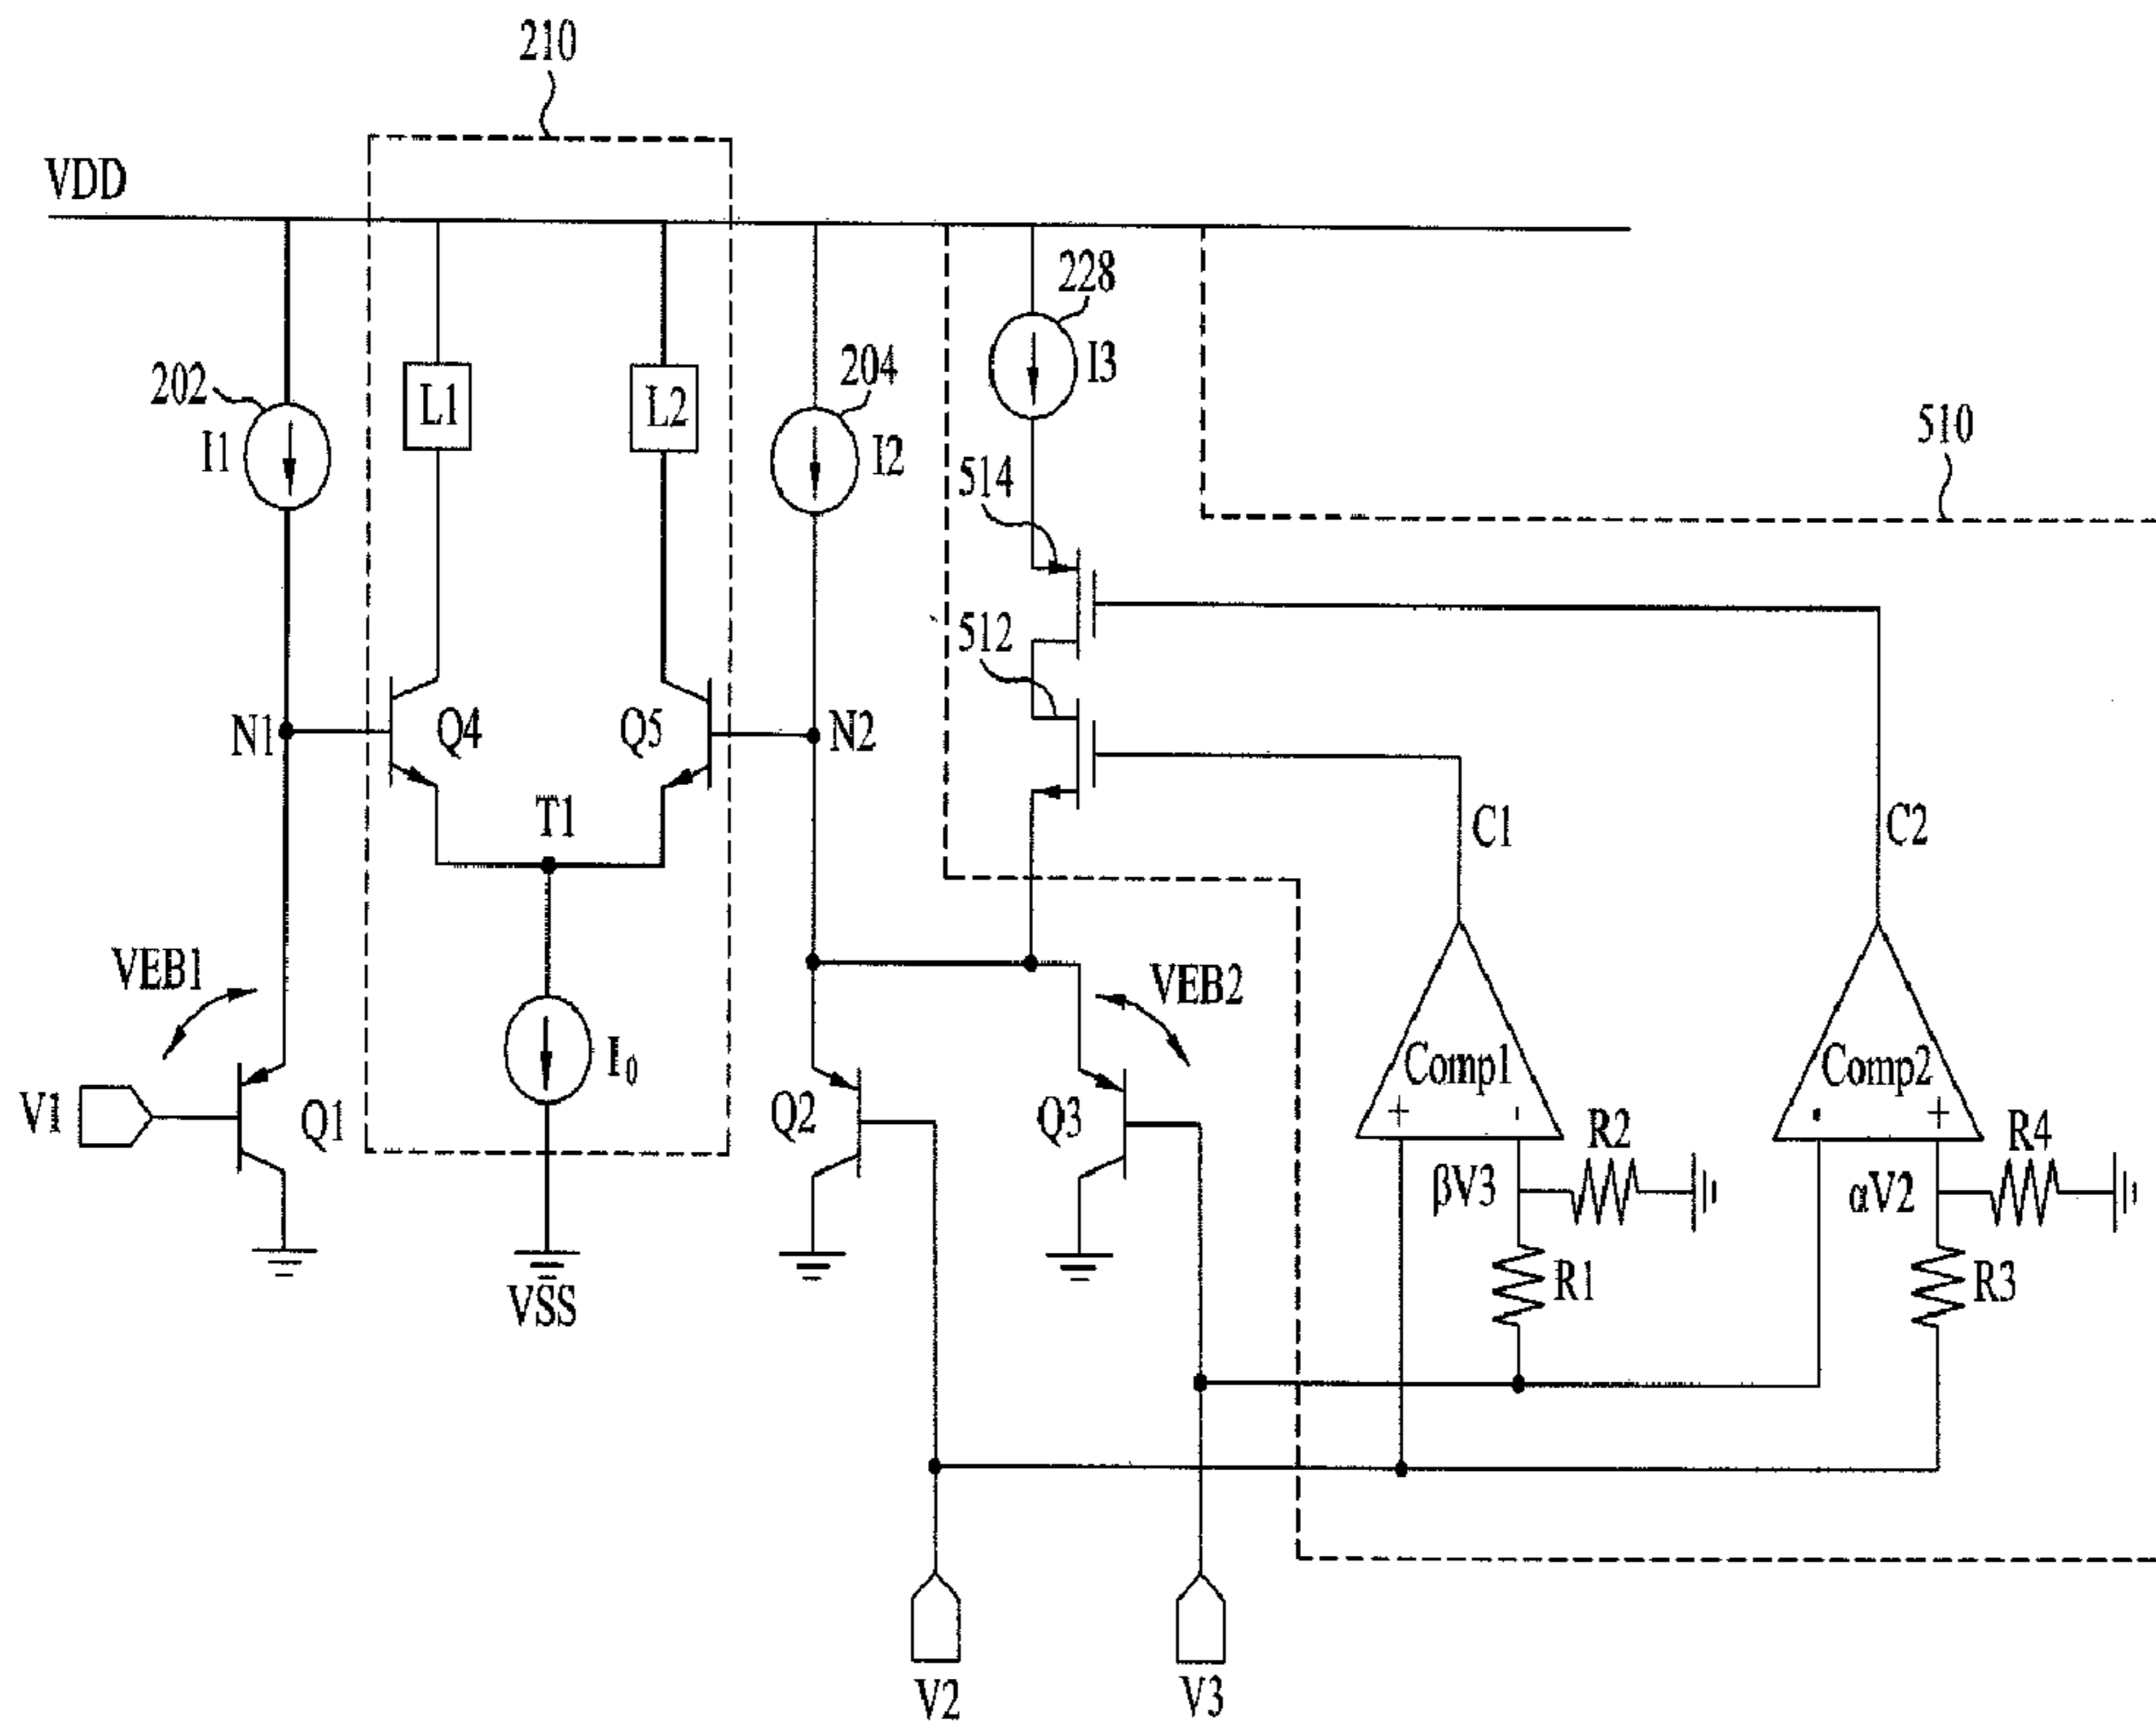 210
VDD
228
I3
202
I1
L1
L2
204
I2
510
514
512
N1
Q4
Q5
N2
T1
C1
C2
VEB1
VEB2
I0
Comp1
+ -
Comp2
- +
V1
Q1
Q2
Q3
R2
R4
βV3
αV2
R1
R3
VSS
V2
V3